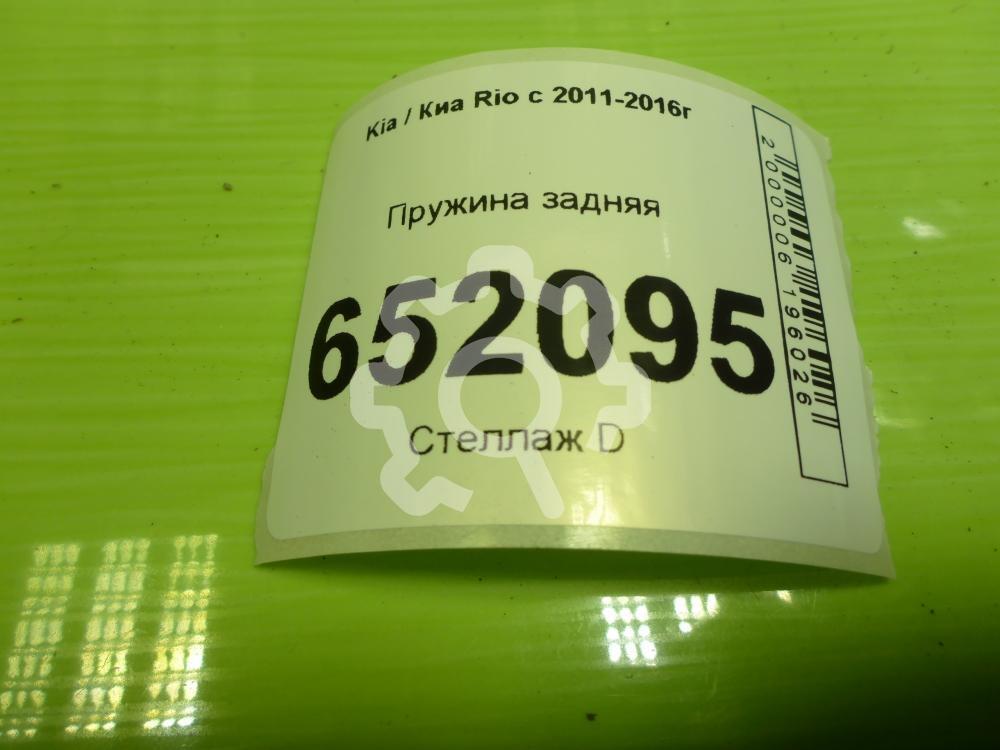 Kia / Киа Rio с 2011-2016г
Пружина задняя
652095
Стеллаж D
2000006196026